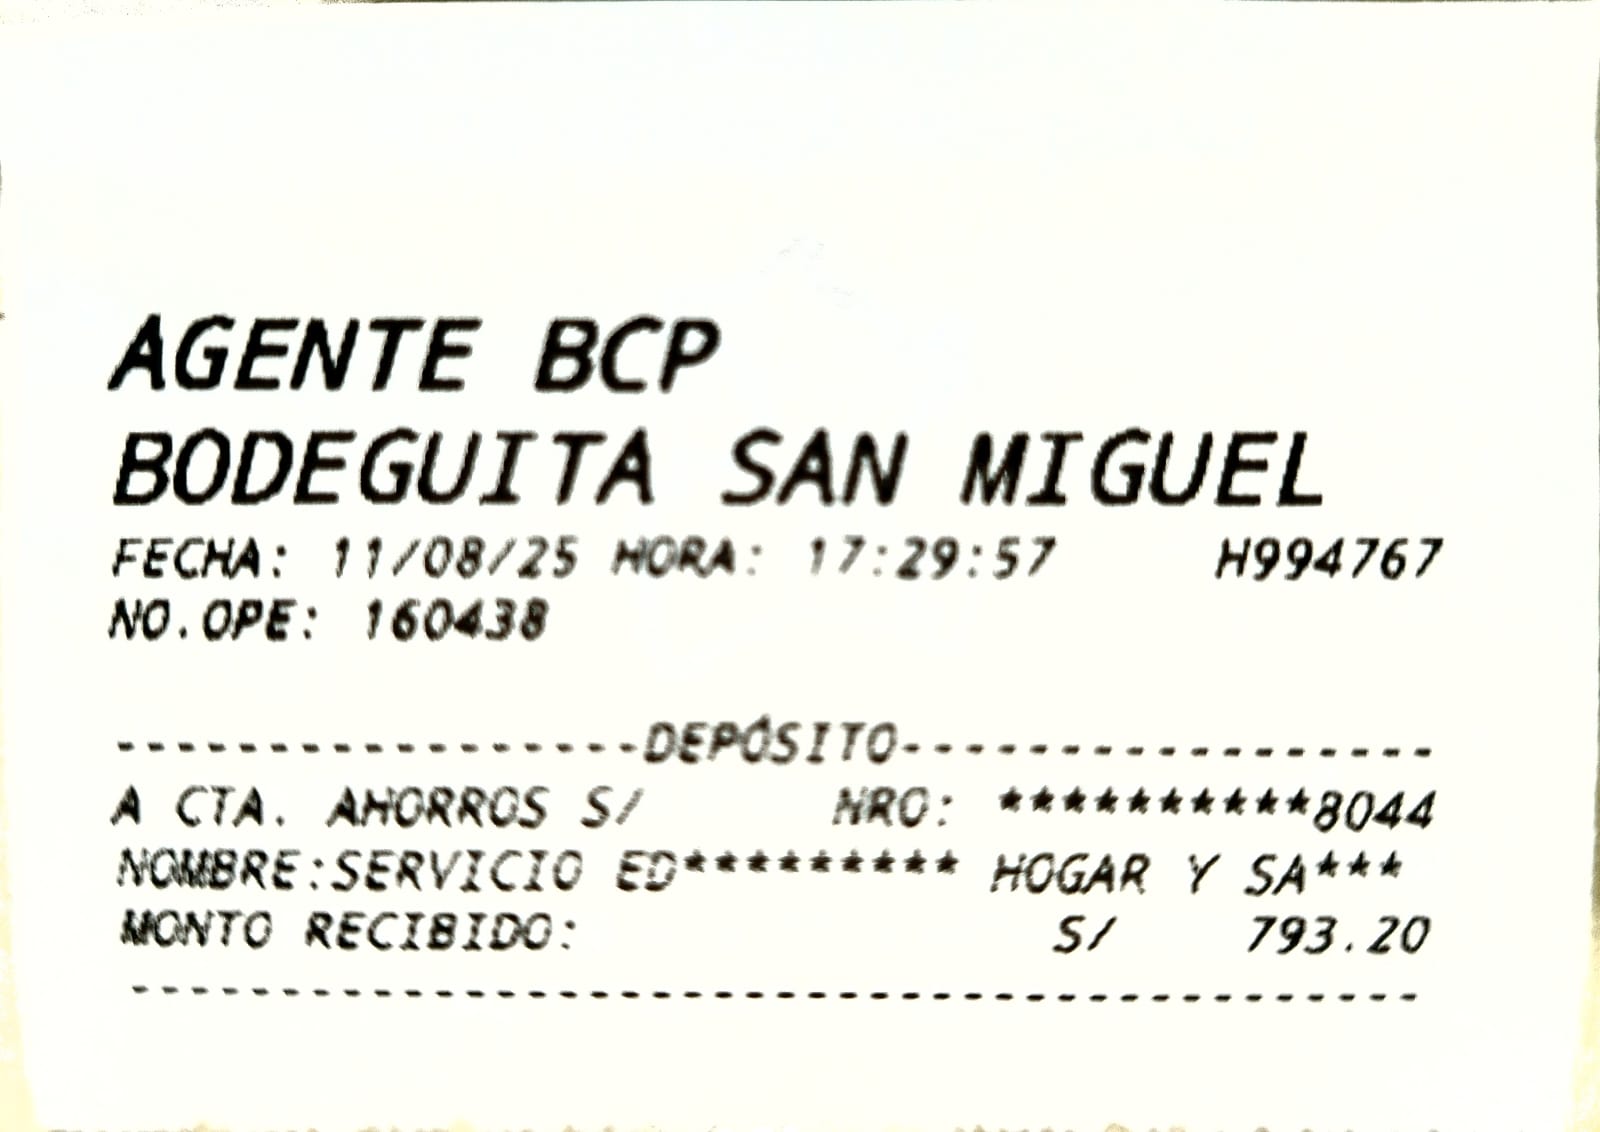 AGENTE BCP
BODEGUITA SAN MIGUEL
FECHA: 11/08/25 HORA: 17:29:57 H994767
NO.OPE: 160438
-----------------DEPÓSITO-----------------
A CTA. AHORROS S/ NRO: **********8044
NOMBRE:SERVICIO ED********* HOGAR Y SA***
MONTO RECIBIDO: S/ 793.20
-------------------------------------------